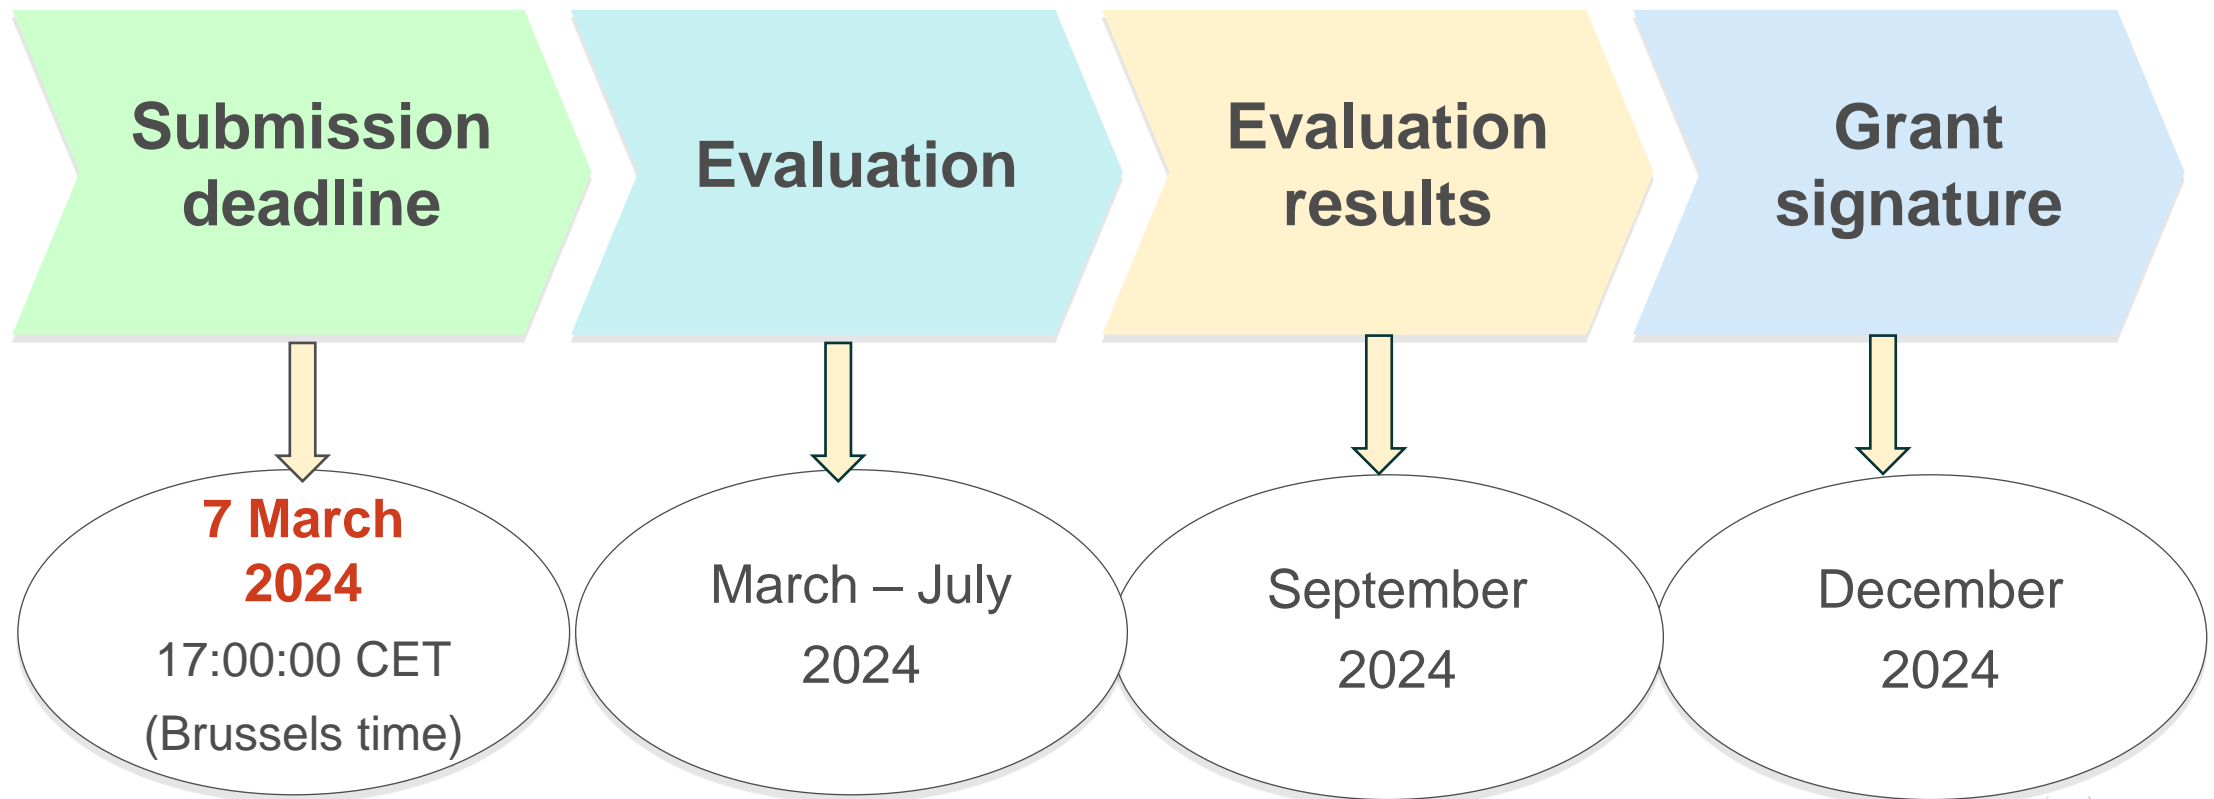 Submission
deadline
Evaluation
Evaluation
results
Grant
signature
7 March
2024
17:00:00 CET
(Brussels time)
March – July
2024
September
2024
December
2024